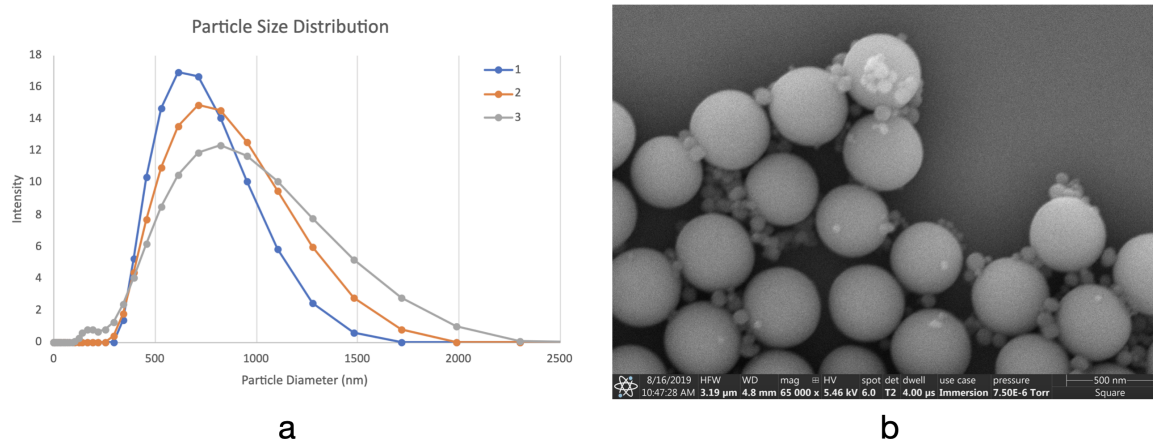 Particle Size Distribution
18
16
14
12
10
8
6
4
2
0
Intensity
0 500 1000 1500 2000 2500
Particle Diameter (nm)
1
2
3
8/16/2019 HFW WD mag ⊞ HV spot det dwell use case pressure 500 nm
10:47:28 AM 3.19 µm 4.8 mm 65 000 x 5.46 kV 6.0 T2 4.00 µs Immersion 7.50E-6 Torr Square
a b